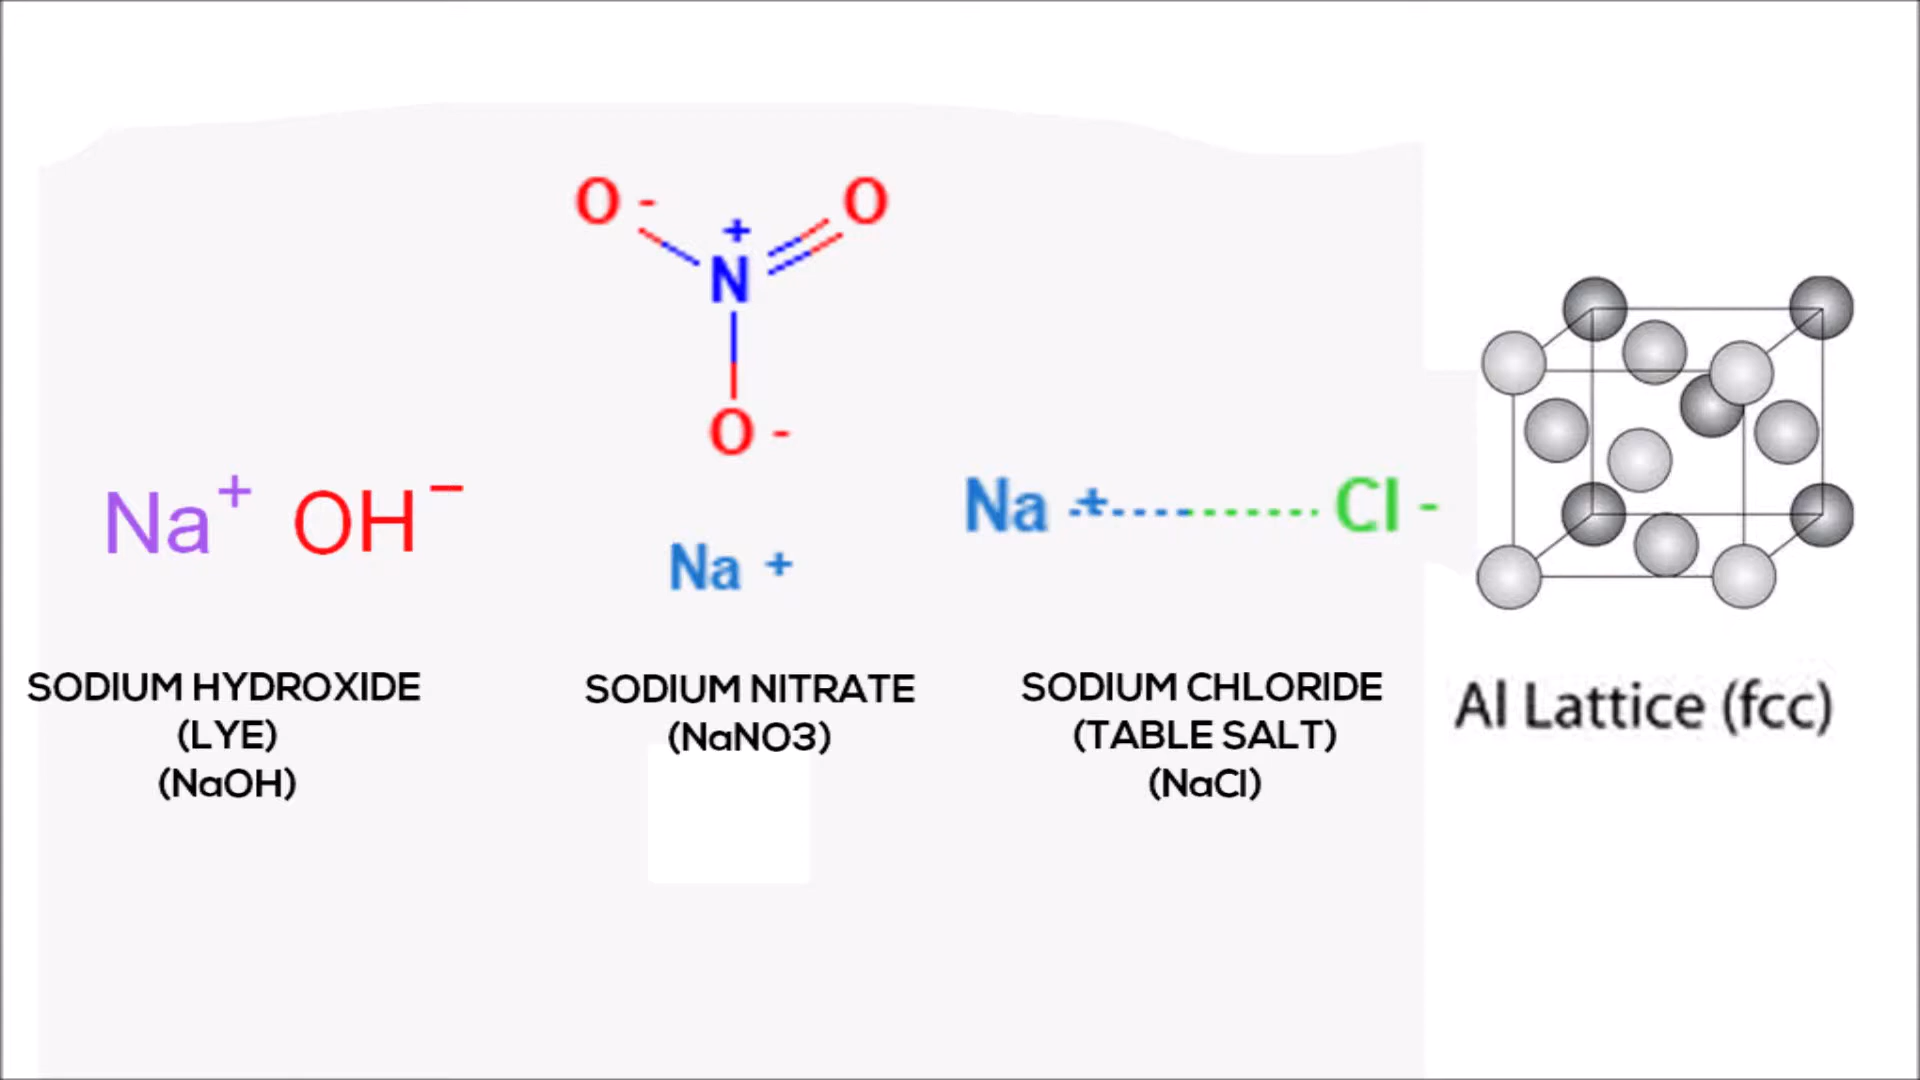 O - O
+
N
O -
Na + OH −
Na + Cl -
Na +
SODIUM HYDROXIDE
(LYE)
(NaOH)
SODIUM NITRATE
(NaNO3)
SODIUM CHLORIDE
(TABLE SALT)
(NaCl)
Al Lattice (fcc)